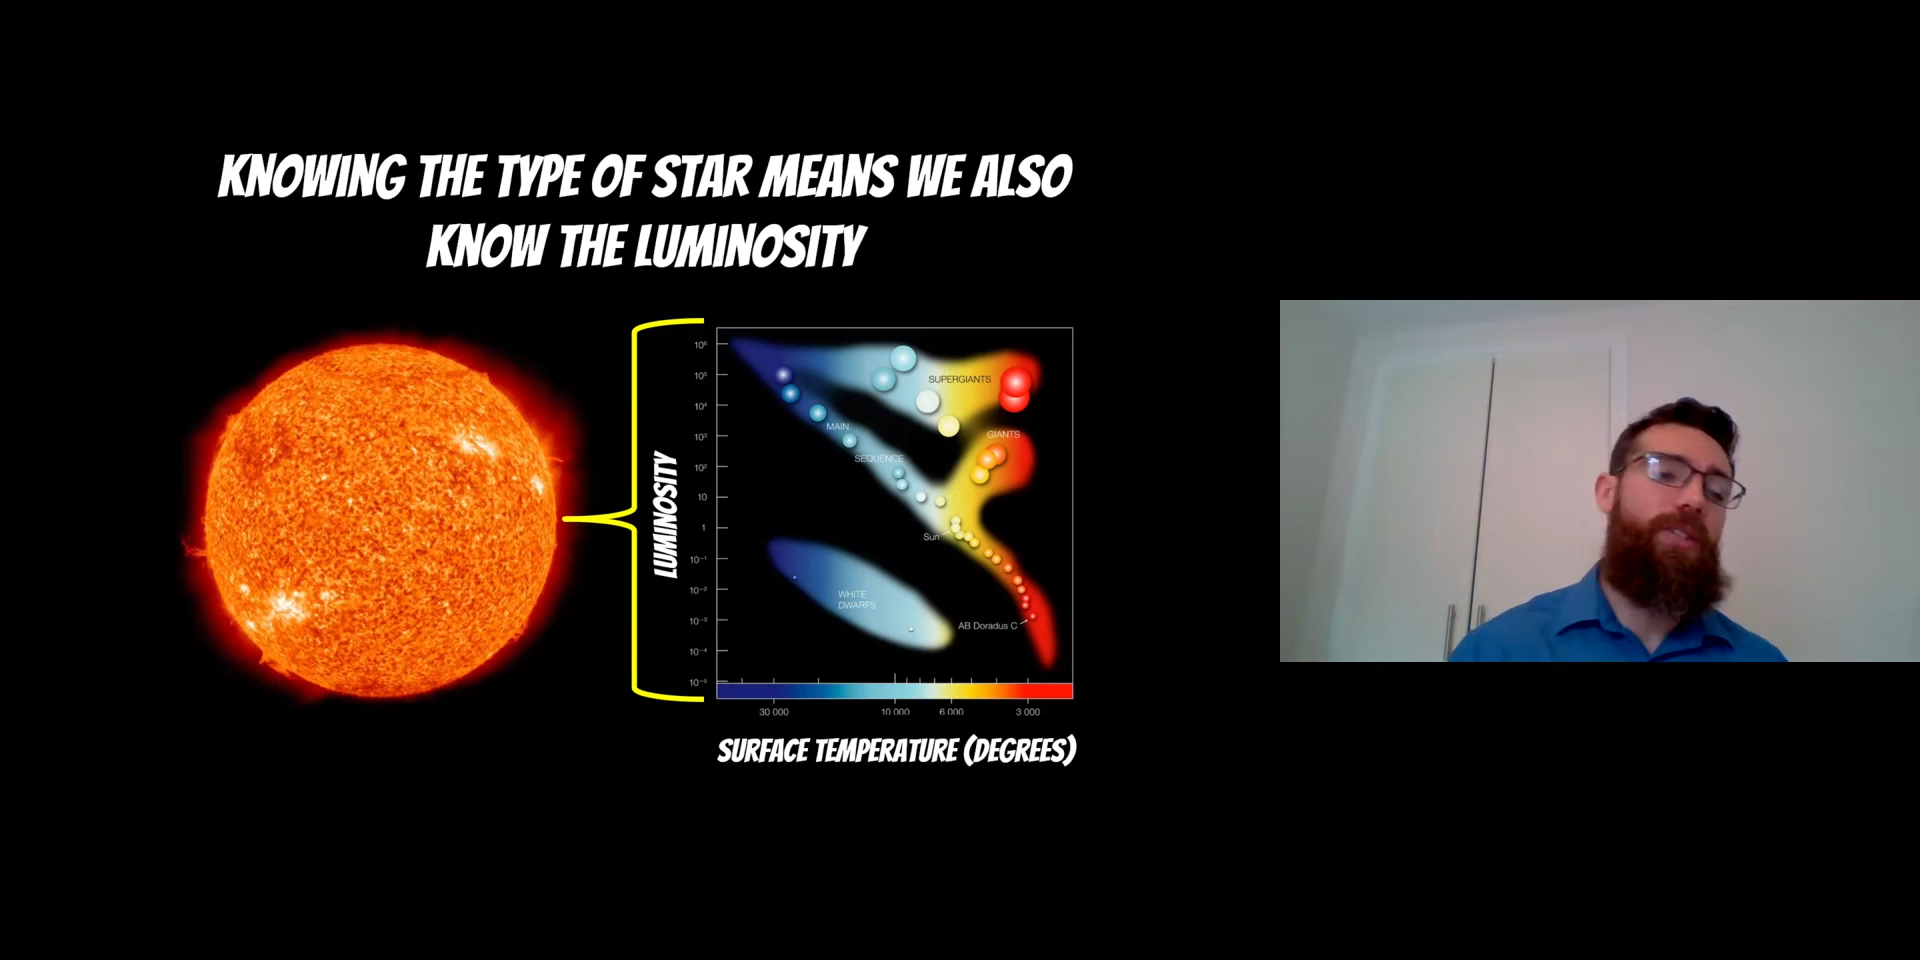 KNOWING THE TYPE OF STAR MEANS WE ALSO
KNOW THE LUMINOSITY
LUMINOSITY
10⁶
10⁵
10⁴
10³
10²
10
1
10⁻¹
10⁻²
10⁻³
10⁻⁴
10⁻⁵
SUPERGIANTS
MAIN
GIANTS
SEQUENCE
Sun
WHITE
DWARFS
AB Doradus C
30 000
10 000
6 000
3 000
SURFACE TEMPERATURE (DEGREES)